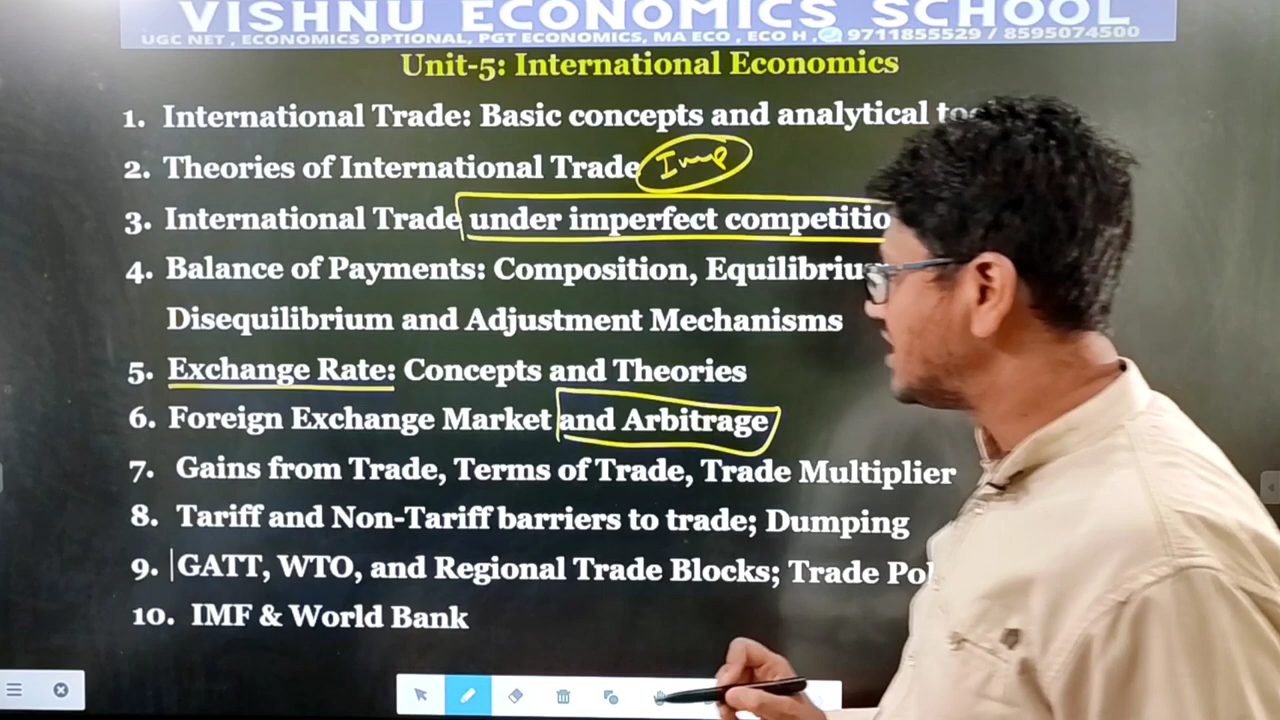 VISHNU ECONOMICS SCHOOL
UGC NET , ECONOMICS OPTIONAL, PGT ECONOMICS, MA ECO , ECO H , 9711855529 / 8595074500
Unit-5: International Economics
1. International Trade: Basic concepts and analytical
2. Theories of International Trade Imp
3. International Trade under imperfect
4. Balance of Payments: Composition,
Disequilibrium and Adjustment Mechanisms
5. Exchange Rate: Concepts and Theories
6. Foreign Exchange Market and Arbitrage
7. Gains from Trade, Terms of Trade, Trade Multiplier
8. Tariff and Non-Tariff barriers to trade; Dumping
9. GATT, WTO, and Regional Trade Blocks; Trade
10. IMF & World Bank